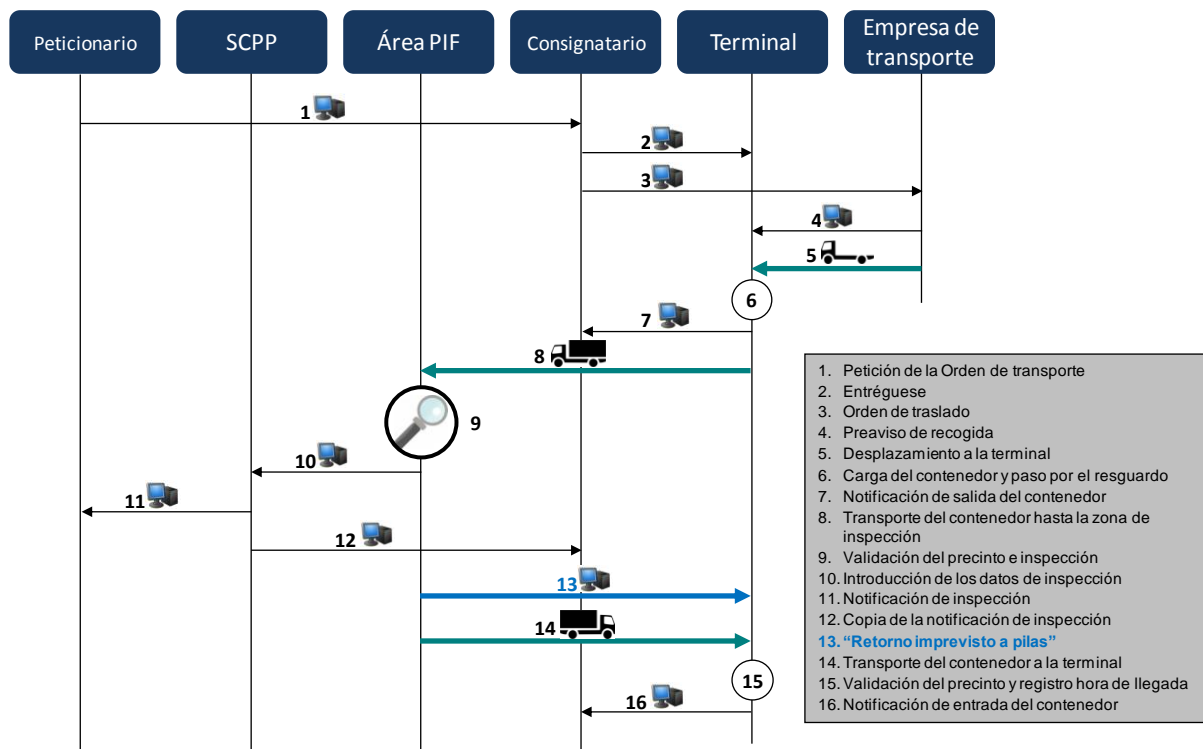 Peticionario
SCPP
Área PIF
Consignatario
Terminal
Empresa de
transporte
1
2
3
4
5
6
7
8
9
10
11
12
13
14
15
16
1. Petición de la Orden de transporte
2. Entréguese
3. Orden de traslado
4. Preaviso de recogida
5. Desplazamiento a la terminal
6. Carga del contenedor y paso por el resguardo
7. Notificación de salida del contenedor
8. Transporte del contenedor hasta la zona de
inspección
9. Validación del precinto e inspección
10. Introducción de los datos de inspección
11. Notificación de inspección
12. Copia de la notificación de inspección
13. “Retorno imprevisto a pilas”
14. Transporte del contenedor a la terminal
15. Validación del precinto y registro hora de llegada
16. Notificación de entrada del contenedor